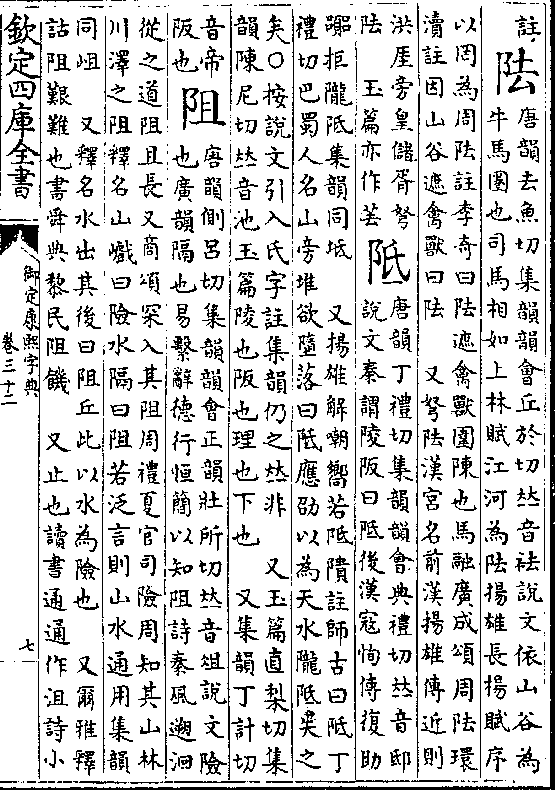 註
阹
唐韻去魚切集韻韻會丘於切𠀤音祛說文依山谷為
牛馬圈也司馬相如上林賦江河為阹揚雄長楊賦序
以罔為周阹註李奇曰阹遮禽獸圍陳也馬融廣成頌周阹環
瀆註因山谷遮禽獸曰阹 又弩阹漢宮名前漢揚雄傳近則
洪厓旁皇儲胥弩
阹 玉篇亦作㚁
阺
唐韻丁禮切集韻韻會典禮切𠀤音邸
說文秦謂陵阪曰阺後漢寇恂傳復助
隗拒隴阺集韻同坻 又揚雄解嘲嚮若阺隤註師古曰阺丁
禮切巴蜀人名山旁堆欲墮落曰阺應劭以為天水隴阺矣之
矣○按說文引入氏字註集韻仍之𠀤非 又玉篇直梨切集
韻陳尼切𠀤音池玉篇陵也阪也理也下也 又集韻丁計切
音帝
阪也
阻
唐韻側呂切集韻韻會正韻壯所切𠀤音俎說文險
也廣韻隔也易繫辭德行恒簡以知阻詩秦風遡洄
從之道阻且長又商頌罙入其阻周禮夏官司險周知其山林
川澤之阻釋名山巇曰險水隔曰阻若泛言則山水通用集韻
同岨 又釋名水出其後曰阻丘此以水為險也 又爾雅釋
詁阻艱難也書舜典黎民阻饑 又止也讀書通通作沮詩小
欽定四庫全書
御定康熙字典
卷三十二
七